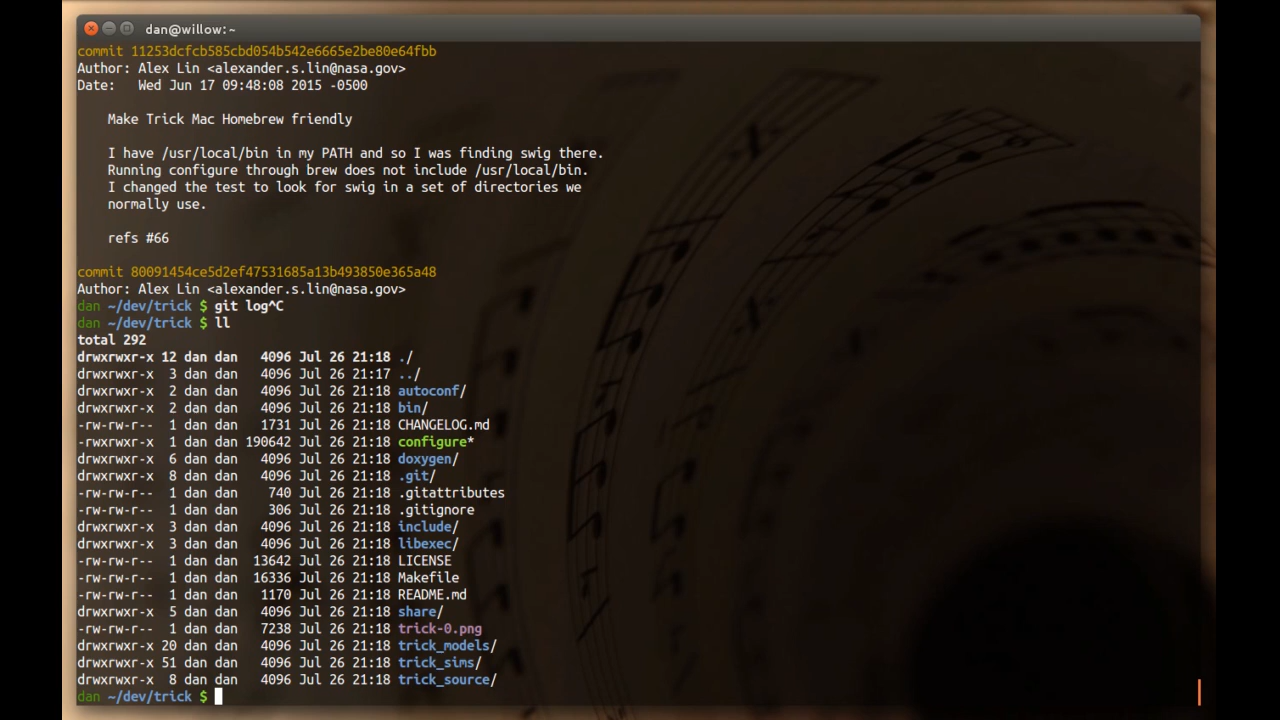 dan@willow: ~
commit 11253dcfcb585cbd054b542e6665e2be80e64fbb
Author: Alex Lin <alexander.s.lin@nasa.gov>
Date:   Wed Jun 17 09:48:08 2015 -0500
Make Trick Mac Homebrew friendly
I have /usr/local/bin in my PATH and so I was finding swig there.
Running configure through brew does not include /usr/local/bin.
I changed the test to look for swig in a set of directories we
normally use.
refs #66
commit 80091454ce5d2ef47531685a13b493850e365a48
Author: Alex Lin <alexander.s.lin@nasa.gov>
dan ~/dev/trick $ git log^C
dan ~/dev/trick $ ll
total 292
drwxrwxr-x 12 dan dan   4096 Jul 26 21:18 ./
drwxrwxr-x  3 dan dan   4096 Jul 26 21:17 ../
drwxrwxr-x  2 dan dan   4096 Jul 26 21:18 autoconf/
drwxrwxr-x  2 dan dan   4096 Jul 26 21:18 bin/
-rw-rw-r--  1 dan dan   1731 Jul 26 21:18 CHANGELOG.md
-rwxrwxr-x  1 dan dan 190642 Jul 26 21:18 configure*
drwxrwxr-x  6 dan dan   4096 Jul 26 21:18 doxygen/
drwxrwxr-x  8 dan dan   4096 Jul 26 21:18 .git/
-rw-rw-r--  1 dan dan    740 Jul 26 21:18 .gitattributes
-rw-rw-r--  1 dan dan    306 Jul 26 21:18 .gitignore
drwxrwxr-x  3 dan dan   4096 Jul 26 21:18 include/
drwxrwxr-x  3 dan dan   4096 Jul 26 21:18 libexec/
-rw-rw-r--  1 dan dan  13642 Jul 26 21:18 LICENSE
-rw-rw-r--  1 dan dan  16336 Jul 26 21:18 Makefile
-rw-rw-r--  1 dan dan   1170 Jul 26 21:18 README.md
drwxrwxr-x  5 dan dan   4096 Jul 26 21:18 share/
-rw-rw-r--  1 dan dan   7238 Jul 26 21:18 trick-0.png
drwxrwxr-x 20 dan dan   4096 Jul 26 21:18 trick_models/
drwxrwxr-x 51 dan dan   4096 Jul 26 21:18 trick_sims/
drwxrwxr-x  8 dan dan   4096 Jul 26 21:18 trick_source/
dan ~/dev/trick $